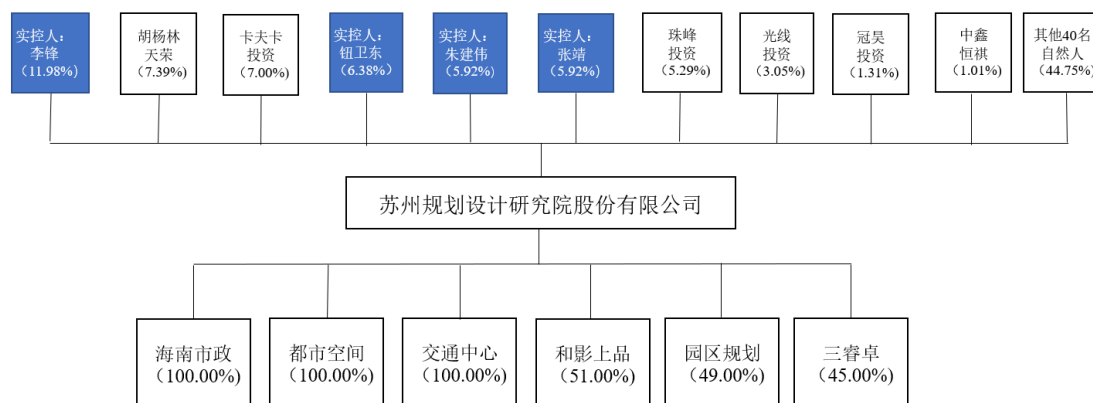 实控人：
李锋
（11.98%）
胡杨林
天荣
（7.39%）
卡夫卡
投资
（7.00%）
实控人：
钮卫东
（6.38%）
实控人：
朱建伟
（5.92%）
实控人：
张靖
（5.92%）
珠峰
投资
（5.29%）
光线
投资
（3.05%）
冠昊
投资
（1.31%）
中鑫
恒祺
（1.01%）
其他40名
自然人
（44.75%）
苏州规划设计研究院股份有限公司
海南市政
（100.00%）
都市空间
（100.00%）
交通中心
（100.00%）
和影上品
（51.00%）
园区规划
（49.00%）
三睿卓
（45.00%）